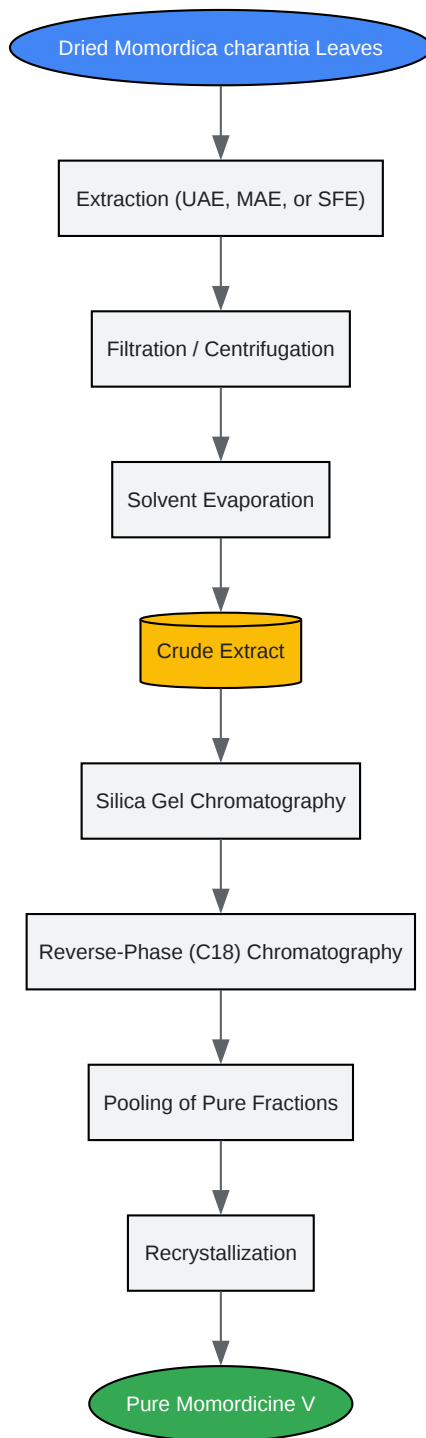 Dried Momordica charantia Leaves
Extraction (UAE, MAE, or SFE)
Filtration / Centrifugation
Solvent Evaporation
Crude Extract
Silica Gel Chromatography
Reverse-Phase (C18) Chromatography
Pooling of Pure Fractions
Recrystallization
Pure Momordicine V